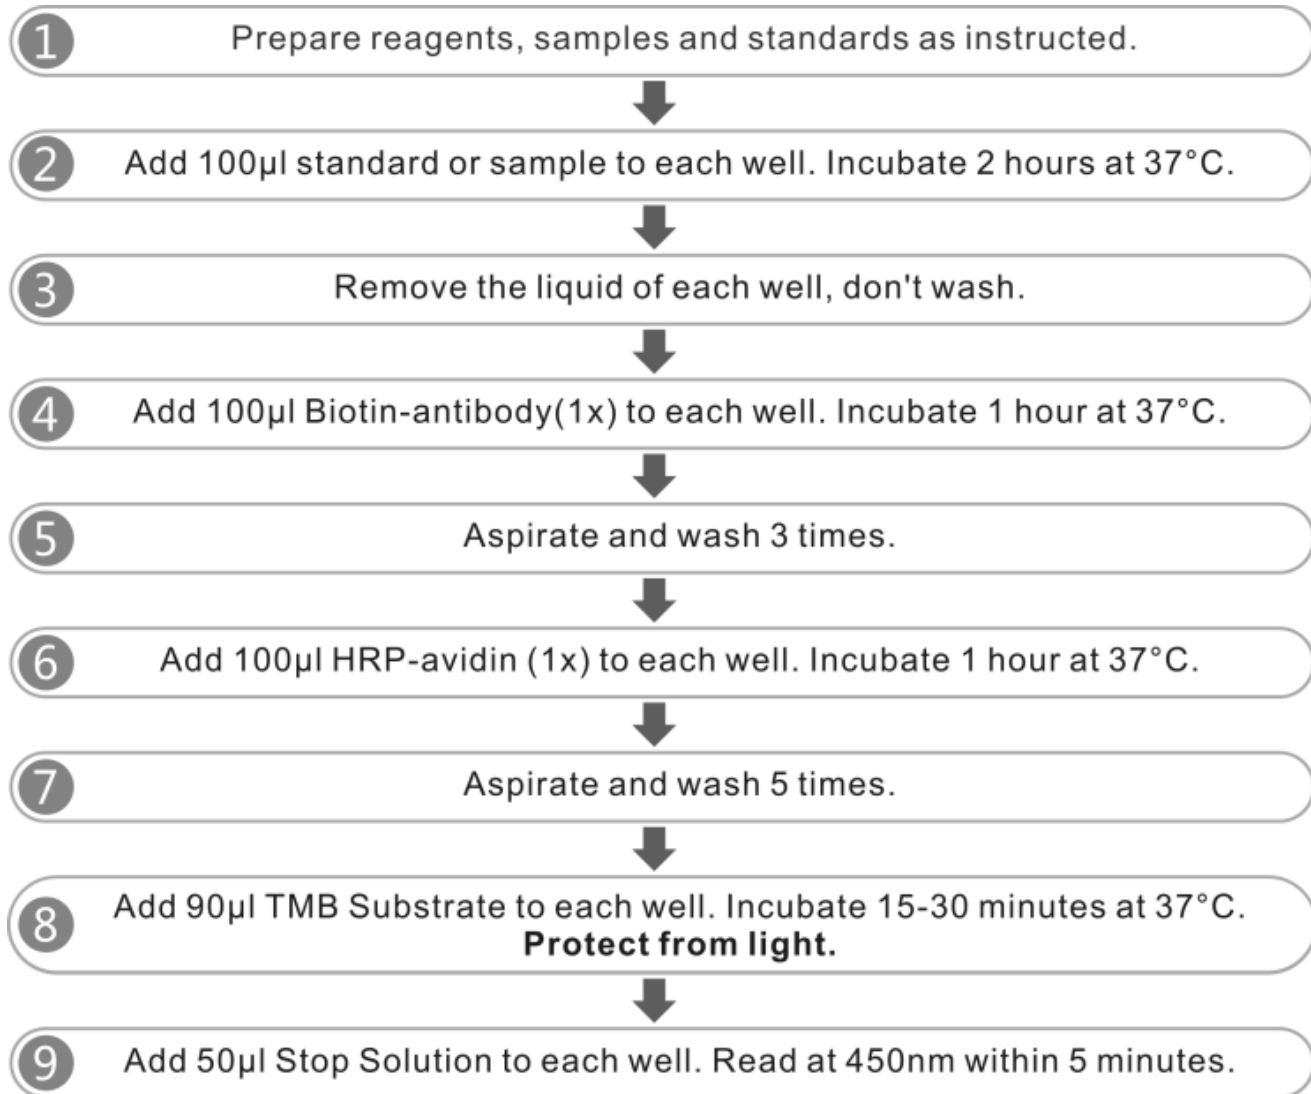 1 Prepare reagents, samples and standards as instructed.
2 Add 100µl standard or sample to each well. Incubate 2 hours at 37°C.
3 Remove the liquid of each well, don't wash.
4 Add 100µl Biotin-antibody(1x) to each well. Incubate 1 hour at 37°C.
5 Aspirate and wash 3 times.
6 Add 100µl HRP-avidin (1x) to each well. Incubate 1 hour at 37°C.
7 Aspirate and wash 5 times.
8 Add 90µl TMB Substrate to each well. Incubate 15-30 minutes at 37°C.
Protect from light.
9 Add 50µl Stop Solution to each well. Read at 450nm within 5 minutes.